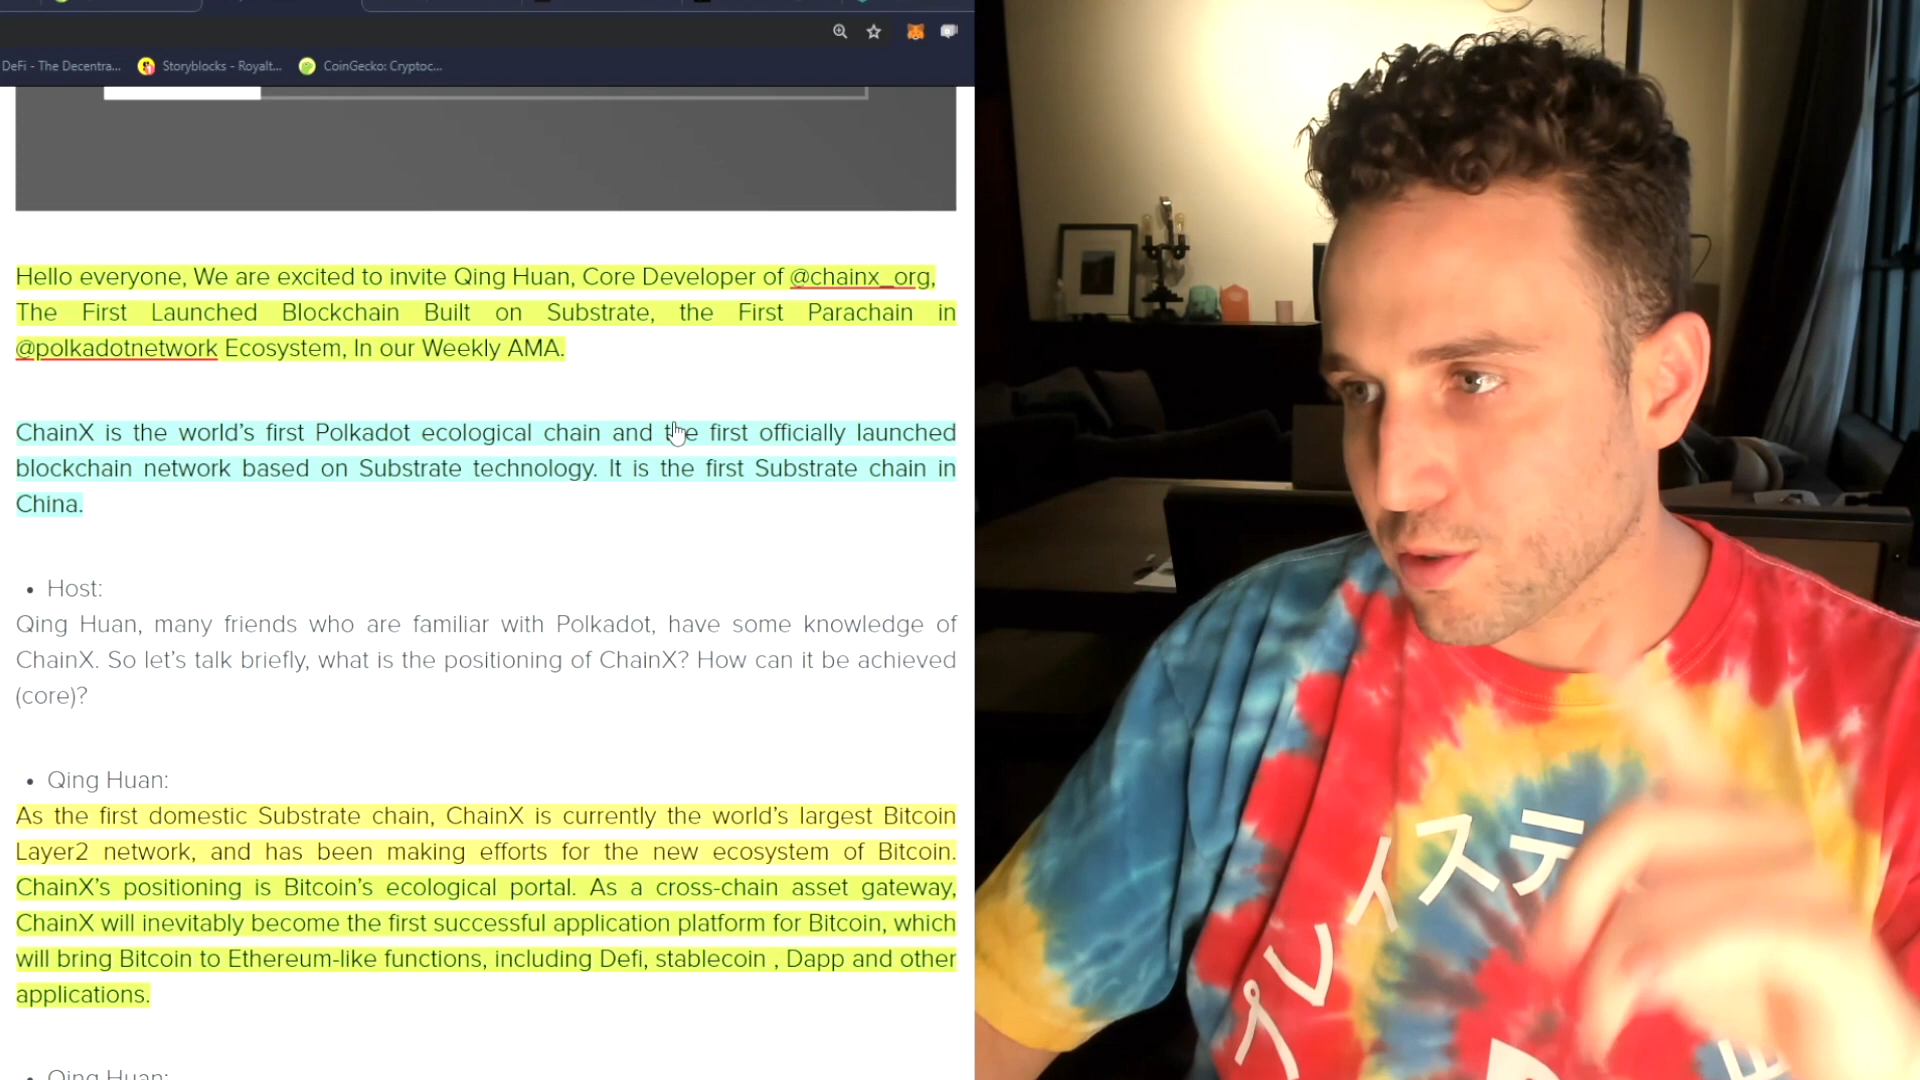 DeFi - The Decentra...
Storyblocks - Royalt...
CoinGecko: Cryptoc...
Hello everyone, We are excited to invite Qing Huan, Core Developer of @chainx_org,
The First Launched Blockchain Built on Substrate, the First Parachain in
@polkadotnetwork Ecosystem, In our Weekly AMA.
ChainX is the world's first Polkadot ecological chain and the first officially launched
blockchain network based on Substrate technology. It is the first Substrate chain in
China.
• Host:
Qing Huan, many friends who are familiar with Polkadot, have some knowledge of
ChainX. So let's talk briefly, what is the positioning of ChainX? How can it be achieved
(core)?
• Qing Huan:
As the first domestic Substrate chain, ChainX is currently the world's largest Bitcoin
Layer2 network, and has been making efforts for the new ecosystem of Bitcoin.
ChainX's positioning is Bitcoin's ecological portal. As a cross-chain asset gateway,
ChainX will inevitably become the first successful application platform for Bitcoin, which
will bring Bitcoin to Ethereum-like functions, including Defi, stablecoin , Dapp and other
applications.
• Qing Huan:
プレイステ